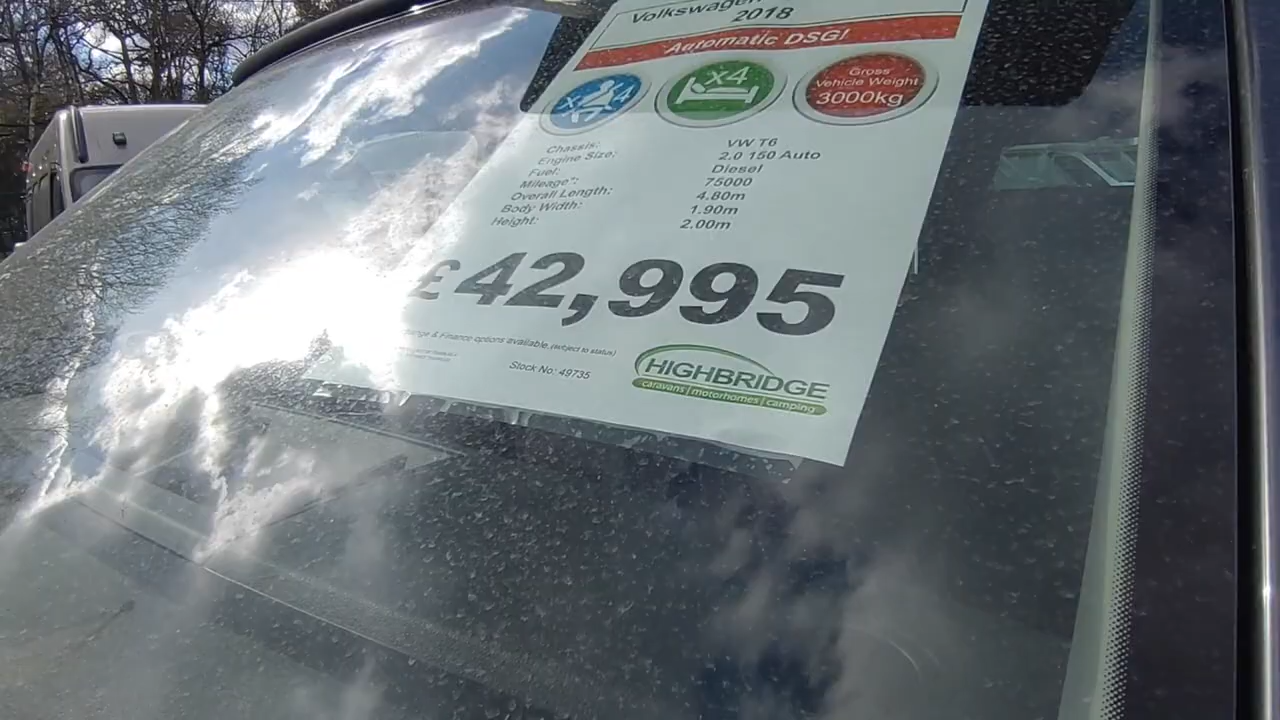 Volkswagen
2018
Automatic DSG!
x4
x4
Gross
Vehicle Weight
3000kg
Chassis: VW T6
Engine Size: 2.0 150 Auto
Fuel: Diesel
Mileage*: 75000
Overall Length: 4.80m
Body Width: 1.90m
Height: 2.00m
£42,995
& Finance options available.(subject to status)
Stock No: 49735
HIGHBRIDGE
caravans | motorhomes | camping